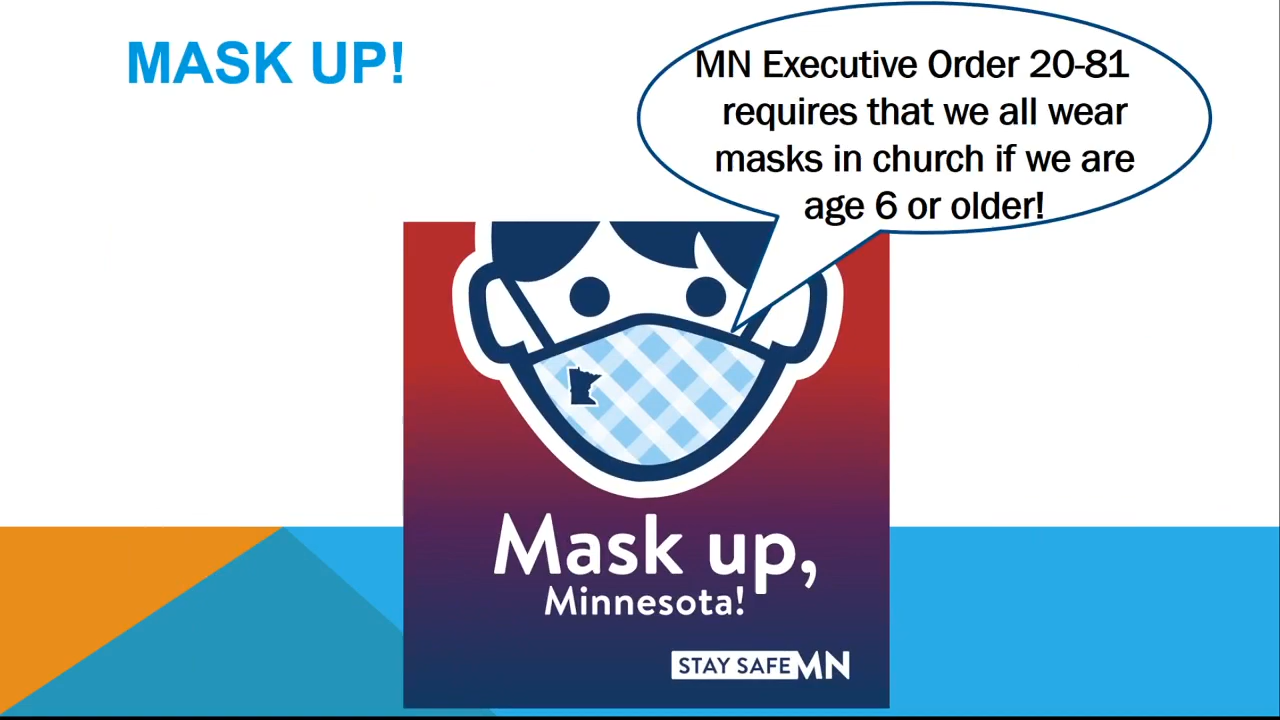 MASK UP!
MN Executive Order 20-81
requires that we all wear
masks in church if we are
age 6 or older!
Mask up,
Minnesota!
STAY SAFE MN